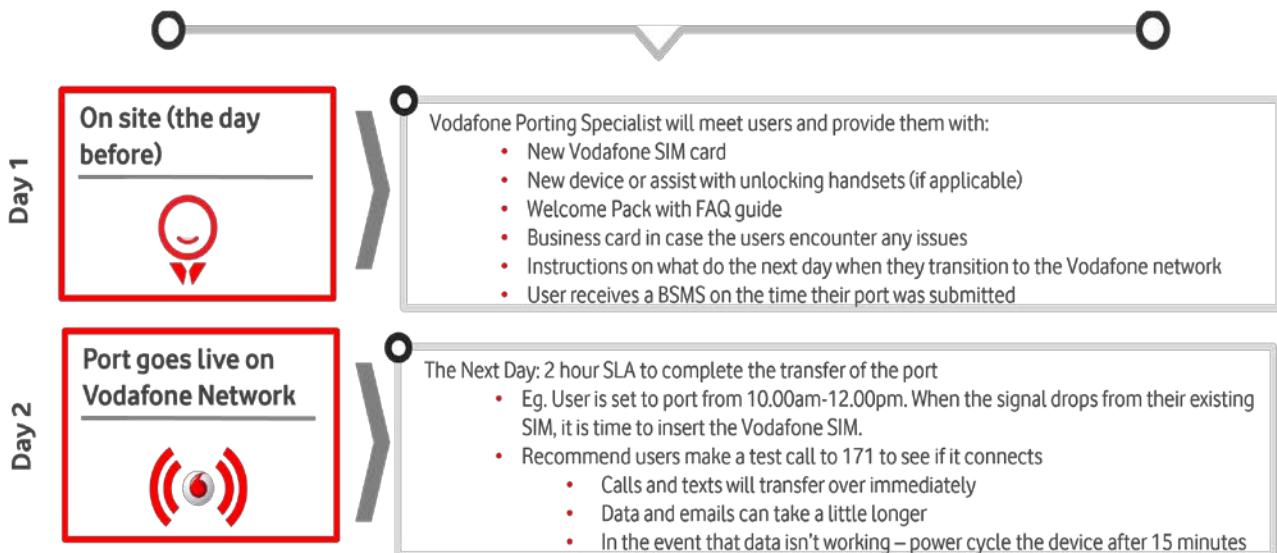 Day 1
On site (the day
before)
Vodafone Porting Specialist will meet users and provide them with:
• New Vodafone SIM card
• New device or assist with unlocking handsets (if applicable)
• Welcome Pack with FAQ guide
• Business card in case the users encounter any issues
• Instructions on what do the next day when they transition to the Vodafone network
• User receives a BSMS on the time their port was submitted
Day 2
Port goes live on
Vodafone Network
The Next Day: 2 hour SLA to complete the transfer of the port
• Eg. User is set to port from 10.00am-12.00pm. When the signal drops from their existing
SIM, it is time to insert the Vodafone SIM.
• Recommend users make a test call to 171 to see if it connects
• Calls and texts will transfer over immediately
• Data and emails can take a little longer
• In the event that data isn't working – power cycle the device after 15 minutes